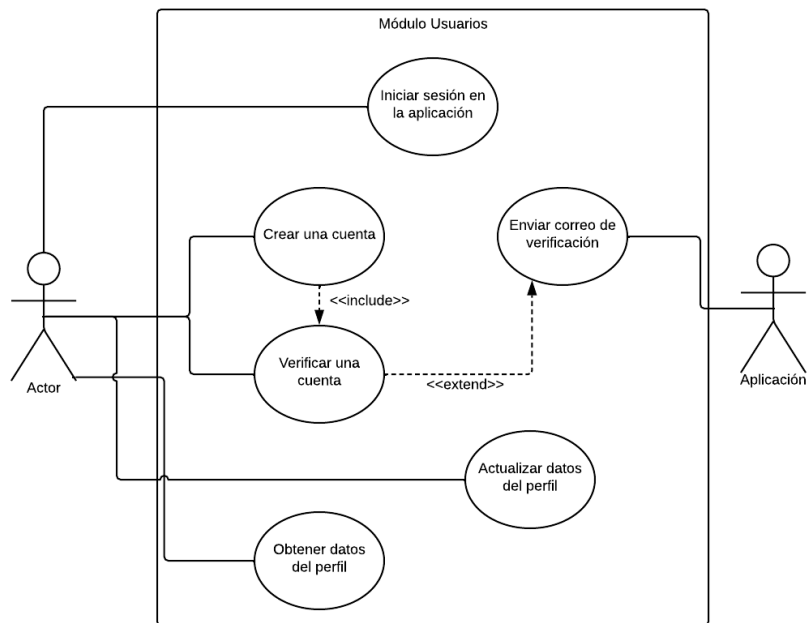 Módulo Usuarios
Iniciar sesión en
la aplicación
Crear una cuenta
Enviar correo de
verificación
<<include>>
Verificar una
cuenta
<<extend>>
Actor
Aplicación
Actualizar datos
del perfil
Obtener datos
del perfil